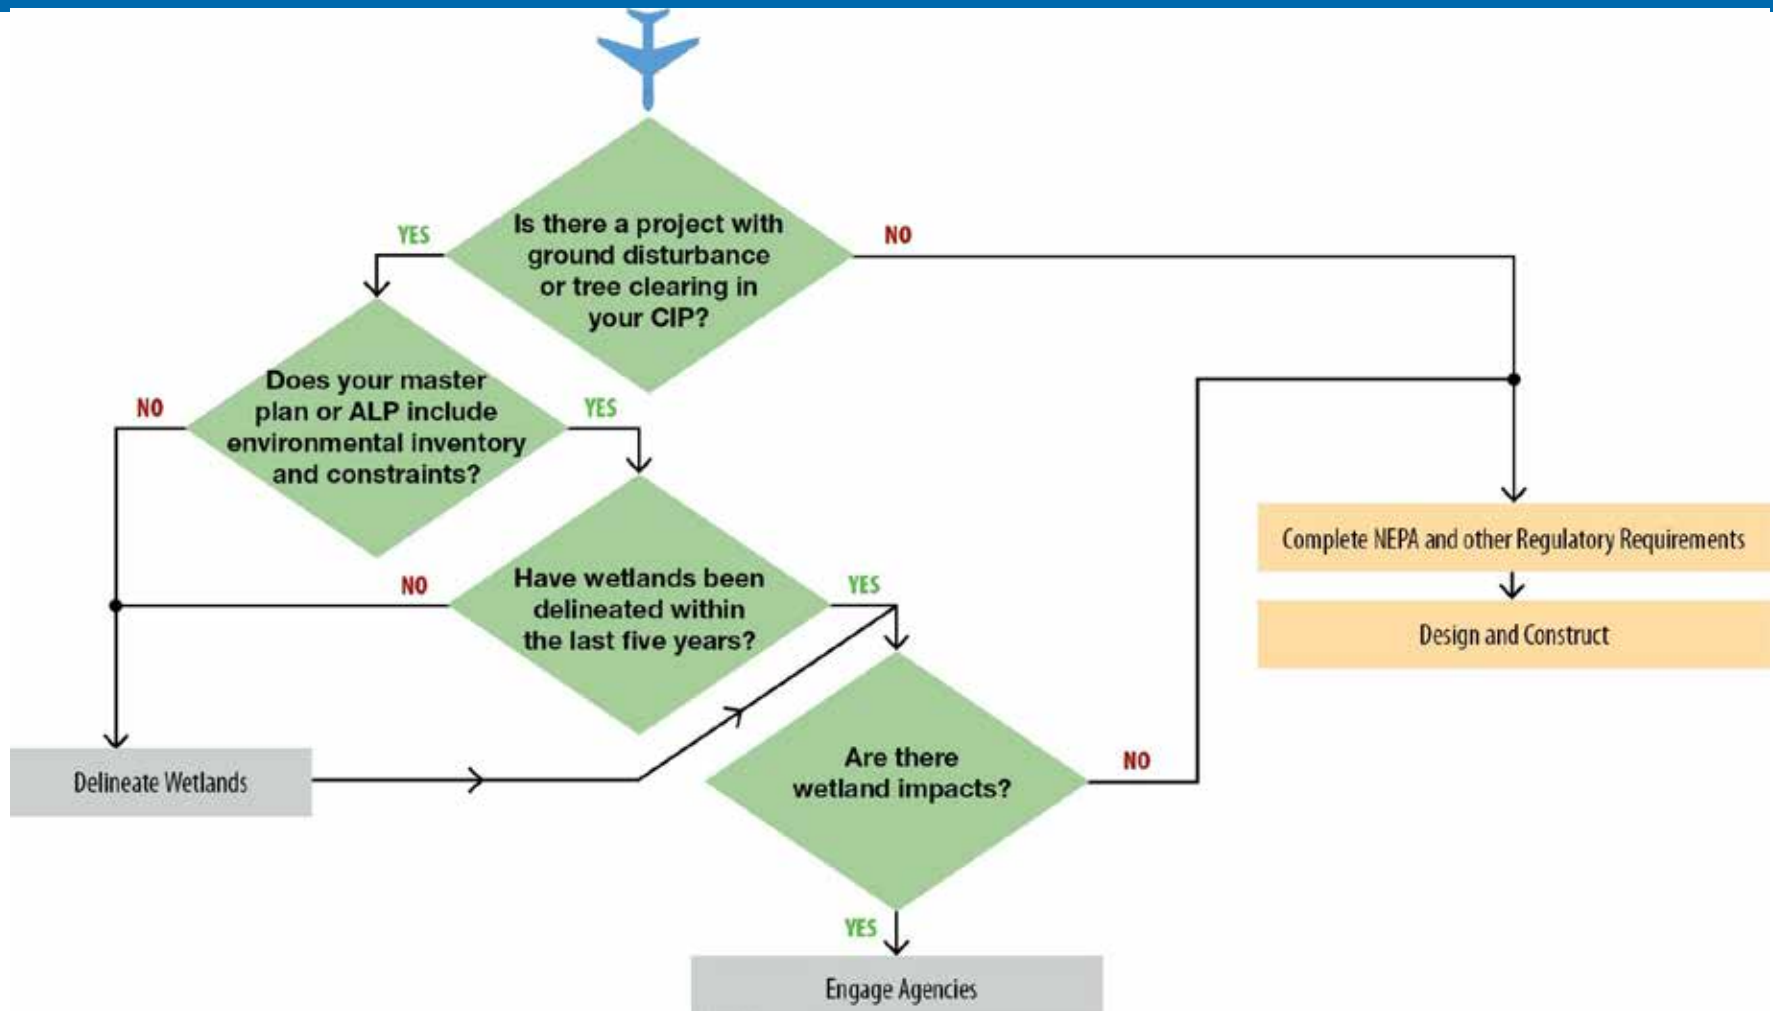 Is there a project with
ground disturbance
or tree clearing in
your CIP?
YES
NO
Does your master
plan or ALP include
environmental inventory
and constraints?
NO
YES
Have wetlands been
delineated within
the last five years?
NO
YES
Complete NEPA and other Regulatory Requirements
Design and Construct
Delineate Wetlands
Are there
wetland impacts?
NO
YES
Engage Agencies